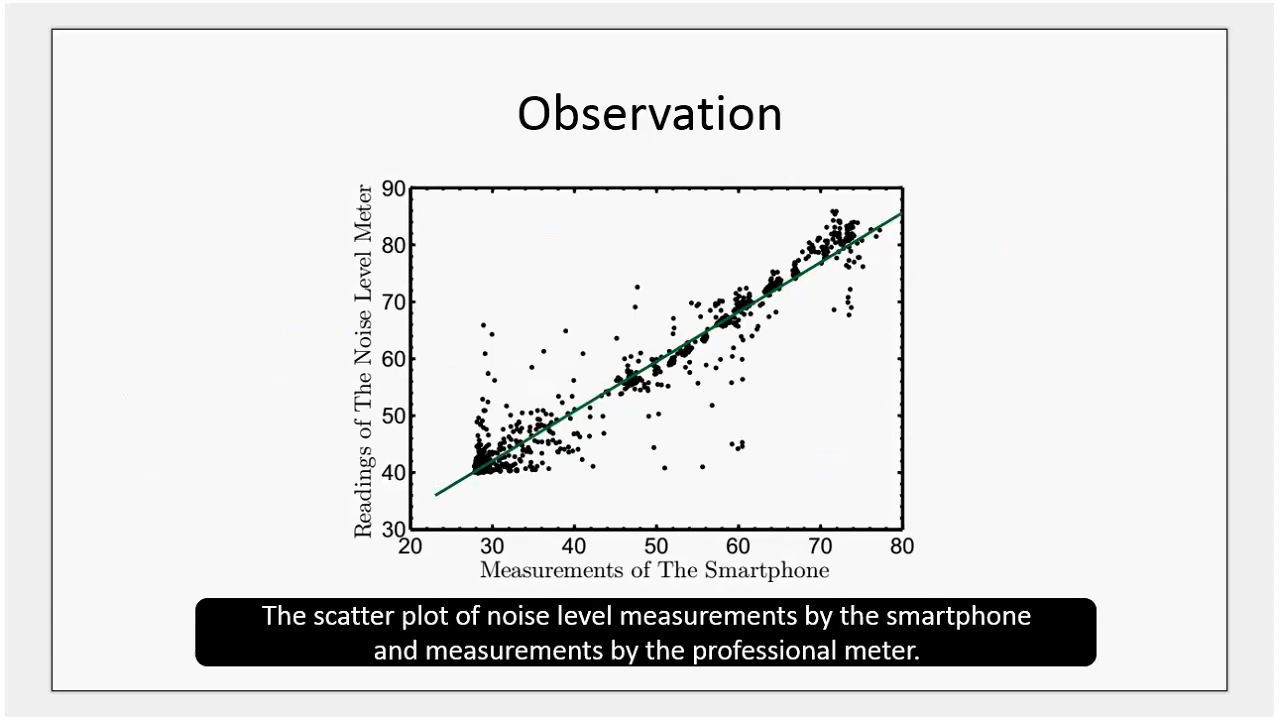 Observation
Readings of The Noise Level Meter
90
80
70
60
50
40
30
20 30 40 50 60 70 80
Measurements of The Smartphone
The scatter plot of noise level measurements by the smartphone
and measurements by the professional meter.